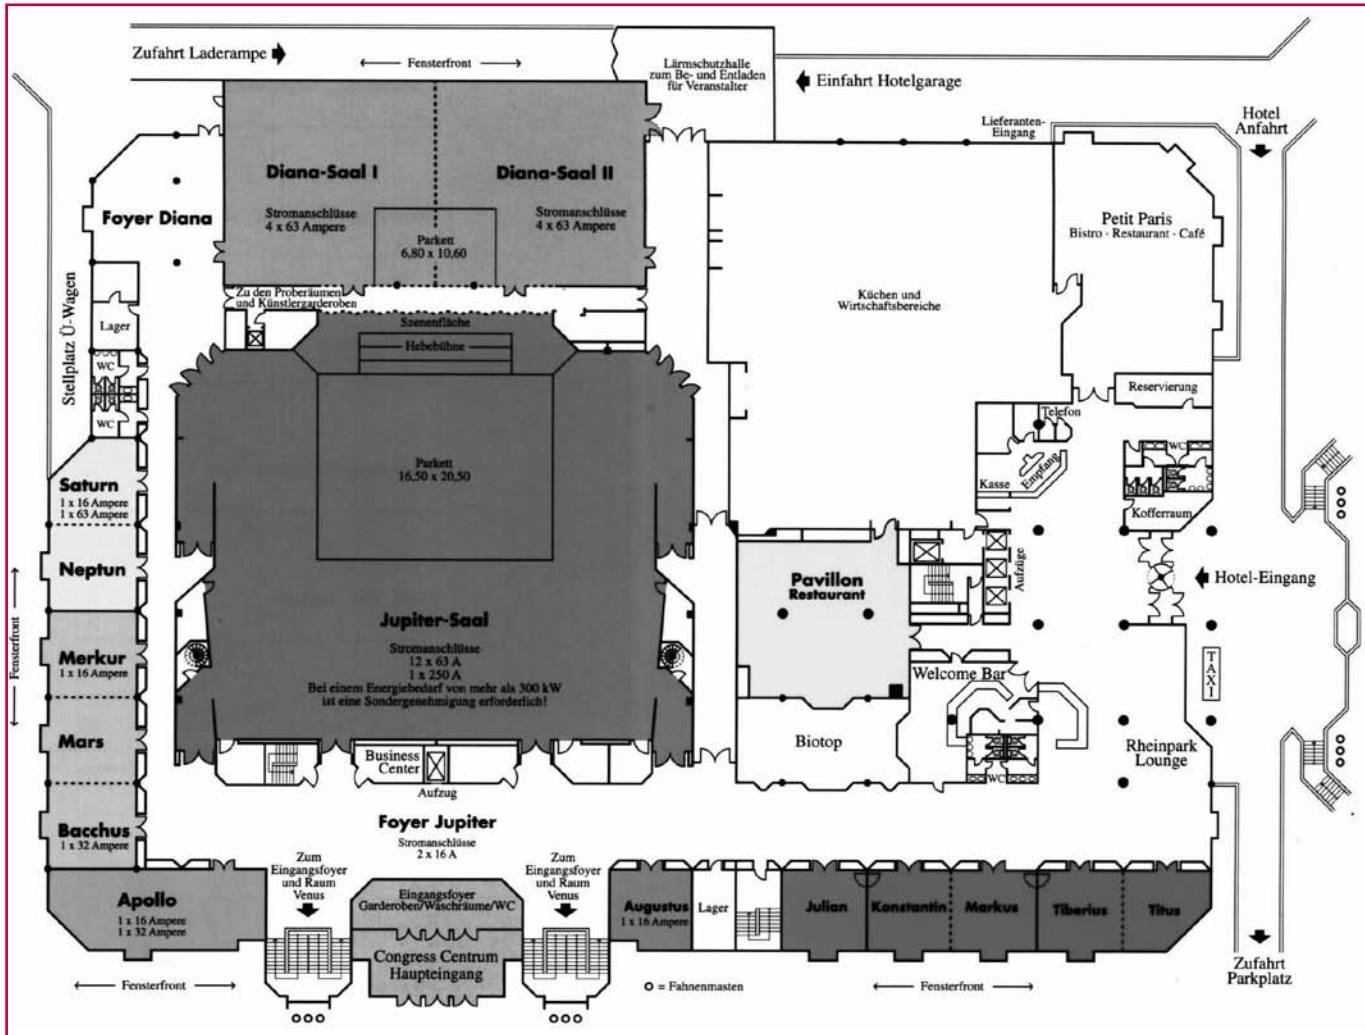 Zufahrt Laderampe
Fensterfront
Lärmschutzhalle
zum Be- und Entladen
für Veranstalter
Einfahrt Hotelgarage
Lieferanten-
Eingang
Hotel
Anfahrt
Diana-Saal I
Stromanschlüsse
4 x 63 Ampere
Diana-Saal II
Stromanschlüsse
4 x 63 Ampere
Parkett
6,80 x 10,60
Foyer Diana
Petit Paris
Bistro · Restaurant · Café
Küchen und
Wirtschaftsbereiche
Zu den Proberäumen
und Künstlergarderoben
Szenenfläche
Hebebühne
Stellplatz Ü-Wagen
Lager
WC
WC
Reservierung
Telefon
Empfang
Kasse
WC
Kofferraum
Parkett
16,50 x 20,50
Saturn
1 x 16 Ampere
1 x 63 Ampere
Neptun
Fensterfront
Merkur
1 x 16 Ampere
Mars
Bacchus
1 x 32 Ampere
Jupiter-Saal
Stromanschlüsse
12 x 63 A
1 x 250 A
Bei einem Energiebedarf von mehr als 300 kW
ist eine Sondergenehmigung erforderlich!
Pavillon
Restaurant
Aufzüge
Hotel-Eingang
TAXI
Welcome Bar
Biotop
WC
Rheinpark
Lounge
Business
Center
Aufzug
Foyer Jupiter
Stromanschlüsse
2 x 16 A
Zum
Eingangsfoyer
und Raum
Venus
Zum
Eingangsfoyer
und Raum
Venus
Apollo
1 x 16 Ampere
1 x 32 Ampere
Eingangsfoyer
Garderoben/Waschräume/WC
Congress Centrum
Haupteingang
Augustus
1 x 16 Ampere
Lager
Julian
Konstantin
Markus
Tiberius
Titus
Fensterfront
= Fahnenmasten
Fensterfront
Zufahrt
Parkplatz